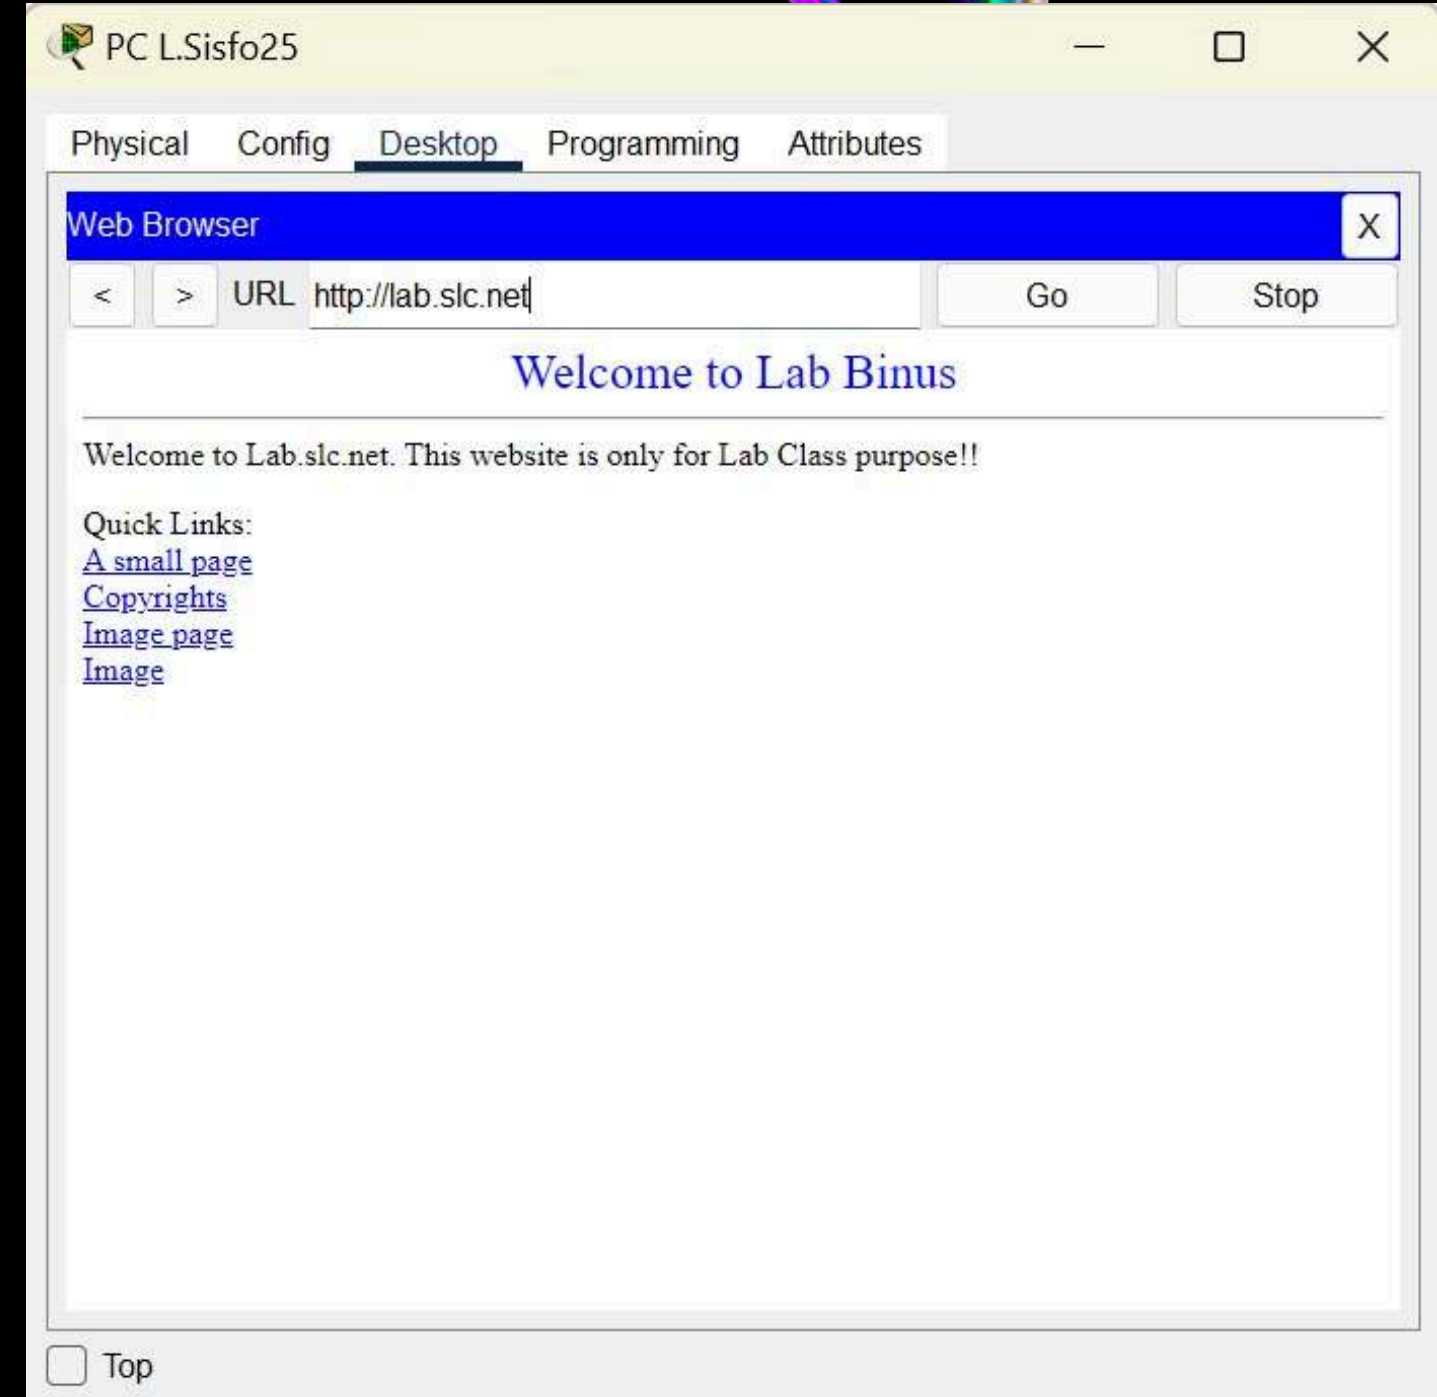 PC L.Sisfo25
Physical Config Desktop Programming Attributes
Web Browser X
< > URL http://lab.slc.net Go Stop
Welcome to Lab Binus
Welcome to Lab.slc.net. This website is only for Lab Class purpose!!
Quick Links:
A small page
Copyrights
Image page
Image
Top